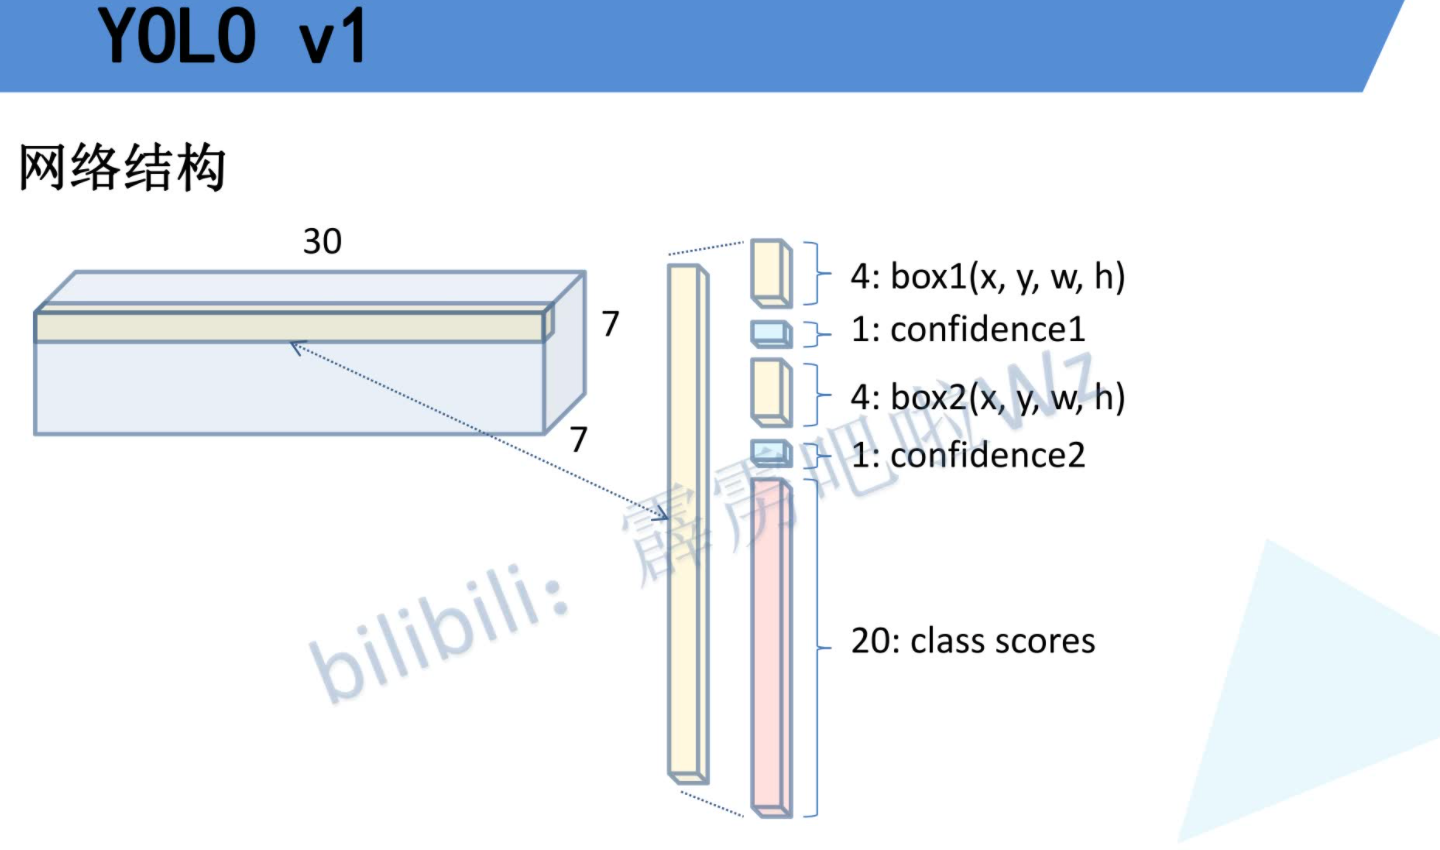 YOLO v1
网络结构
30
7
7
4: box1(x, y, w, h)
1: confidence1
4: box2(x, y, w, h)
1: confidence2
20: class scores
bilibili: 霹雳吧啦Wz